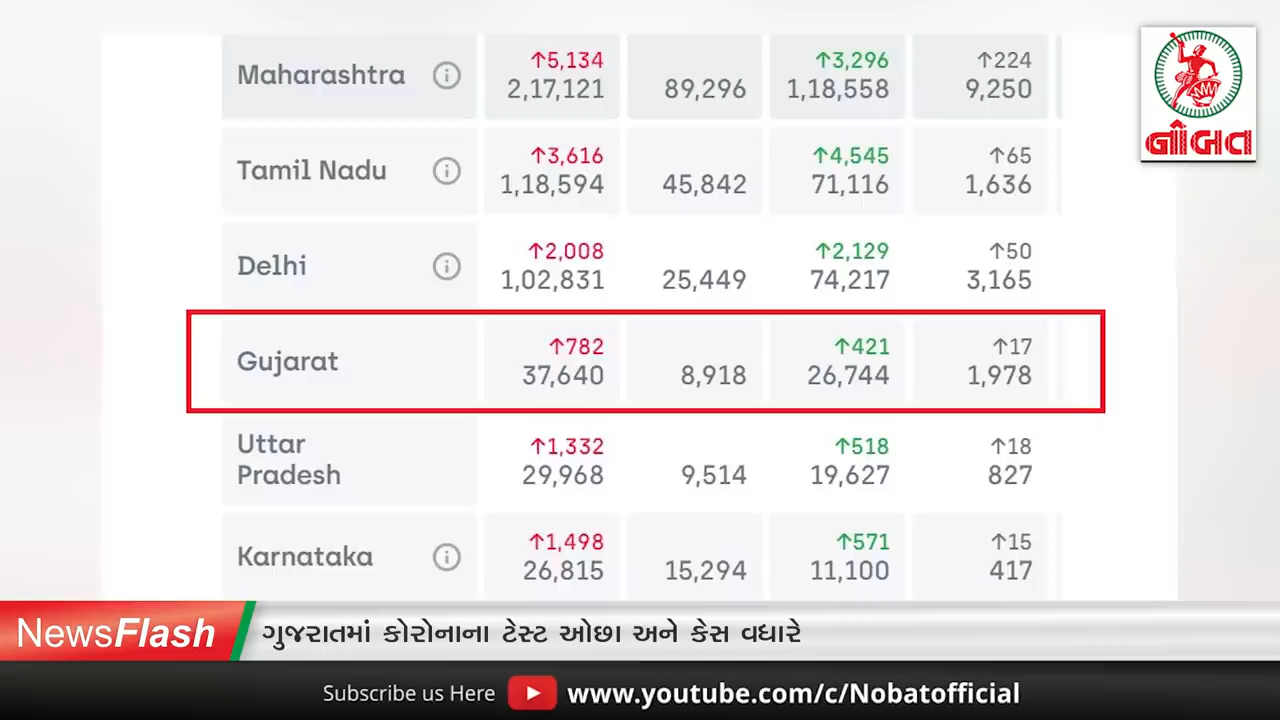 ↑5,134 ↑3,296 ↑224
Maharashtra 2,17,121 89,296 1,18,558 9,250
↑3,616 ↑4,545 ↑65
Tamil Nadu 1,18,594 45,842 71,116 1,636
↑2,008 ↑2,129 ↑50
Delhi 1,02,831 25,449 74,217 3,165
↑782 ↑421 ↑17
Gujarat 37,640 8,918 26,744 1,978
Uttar ↑1,332 ↑518 ↑18
Pradesh 29,968 9,514 19,627 827
↑1,498 ↑571 ↑15
Karnataka 26,815 15,294 11,100 417
નોબત
NewsFlash ગુજરાતમાં કોરોનાના ટેસ્ટ ઓછા અને કેસ વધારે
Subscribe us Here www.youtube.com/c/Nobatofficial